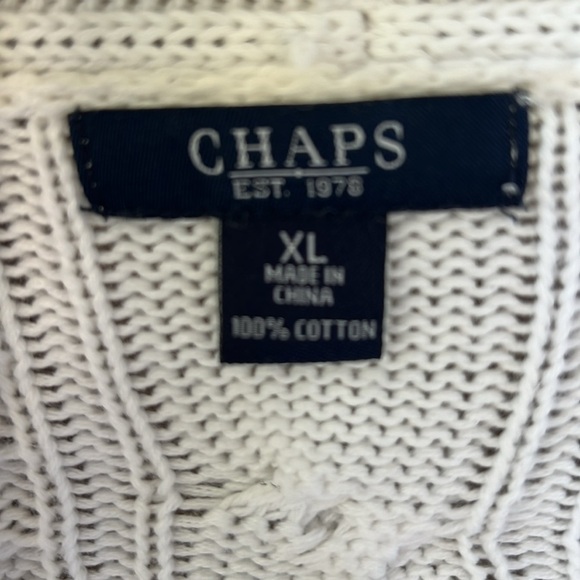 CHAPS
EST. 1978
XL
MADE IN
CHINA
100% COTTON